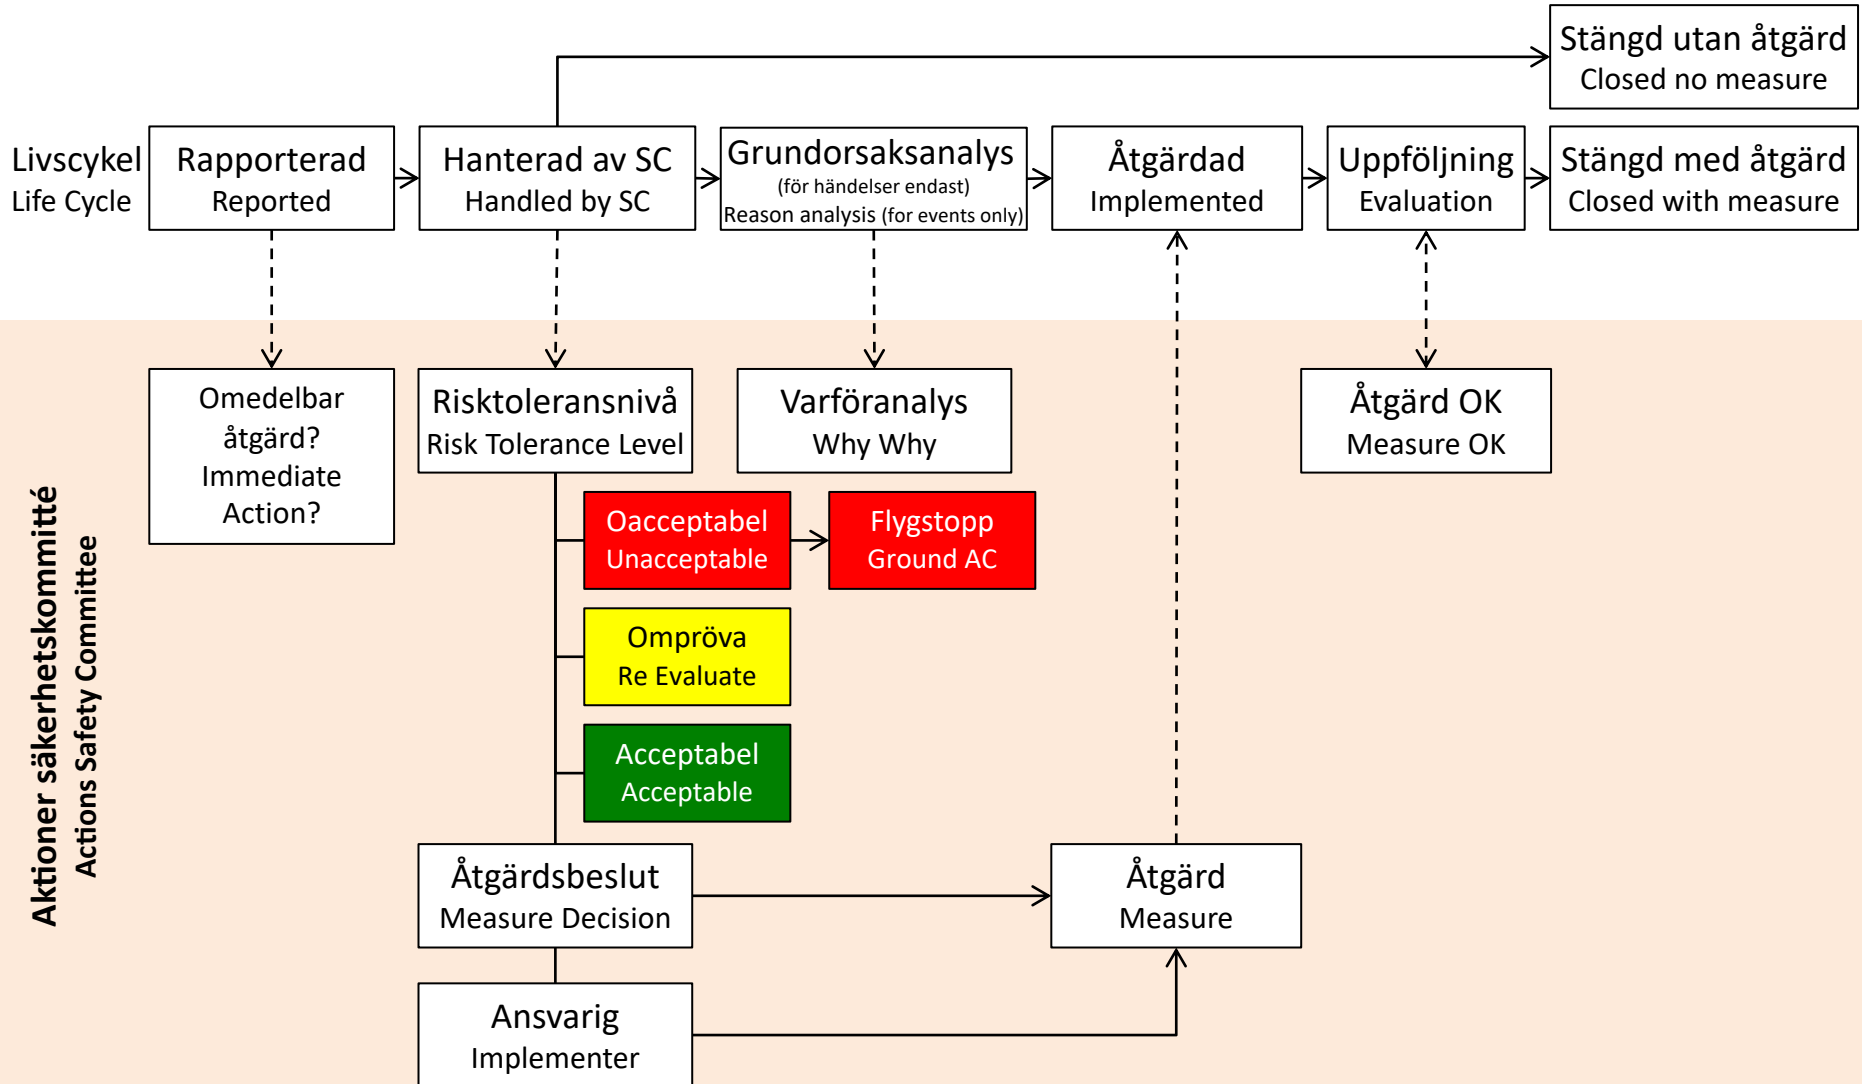 Stängd utan åtgärd
Closed no measure
Livscykel
Life Cycle
Rapporterad
Reported
Hanterad av SC
Handled by SC
Grundorsaksanalys
(för händelser endast)
Reason analysis (for events only)
Åtgärdad
Implemented
Uppföljning
Evaluation
Stängd med åtgärd
Closed with measure
Aktioner säkerhetskommitté
Actions Safety Committee
Omedelbar
åtgärd?
Immediate
Action?
Risktoleransnivå
Risk Tolerance Level
Varföranalys
Why Why
Åtgärd OK
Measure OK
Oacceptabel
Unacceptable
Flygstopp
Ground AC
Ompröva
Re Evaluate
Acceptabel
Acceptable
Åtgärdsbeslut
Measure Decision
Åtgärd
Measure
Ansvarig
Implementer